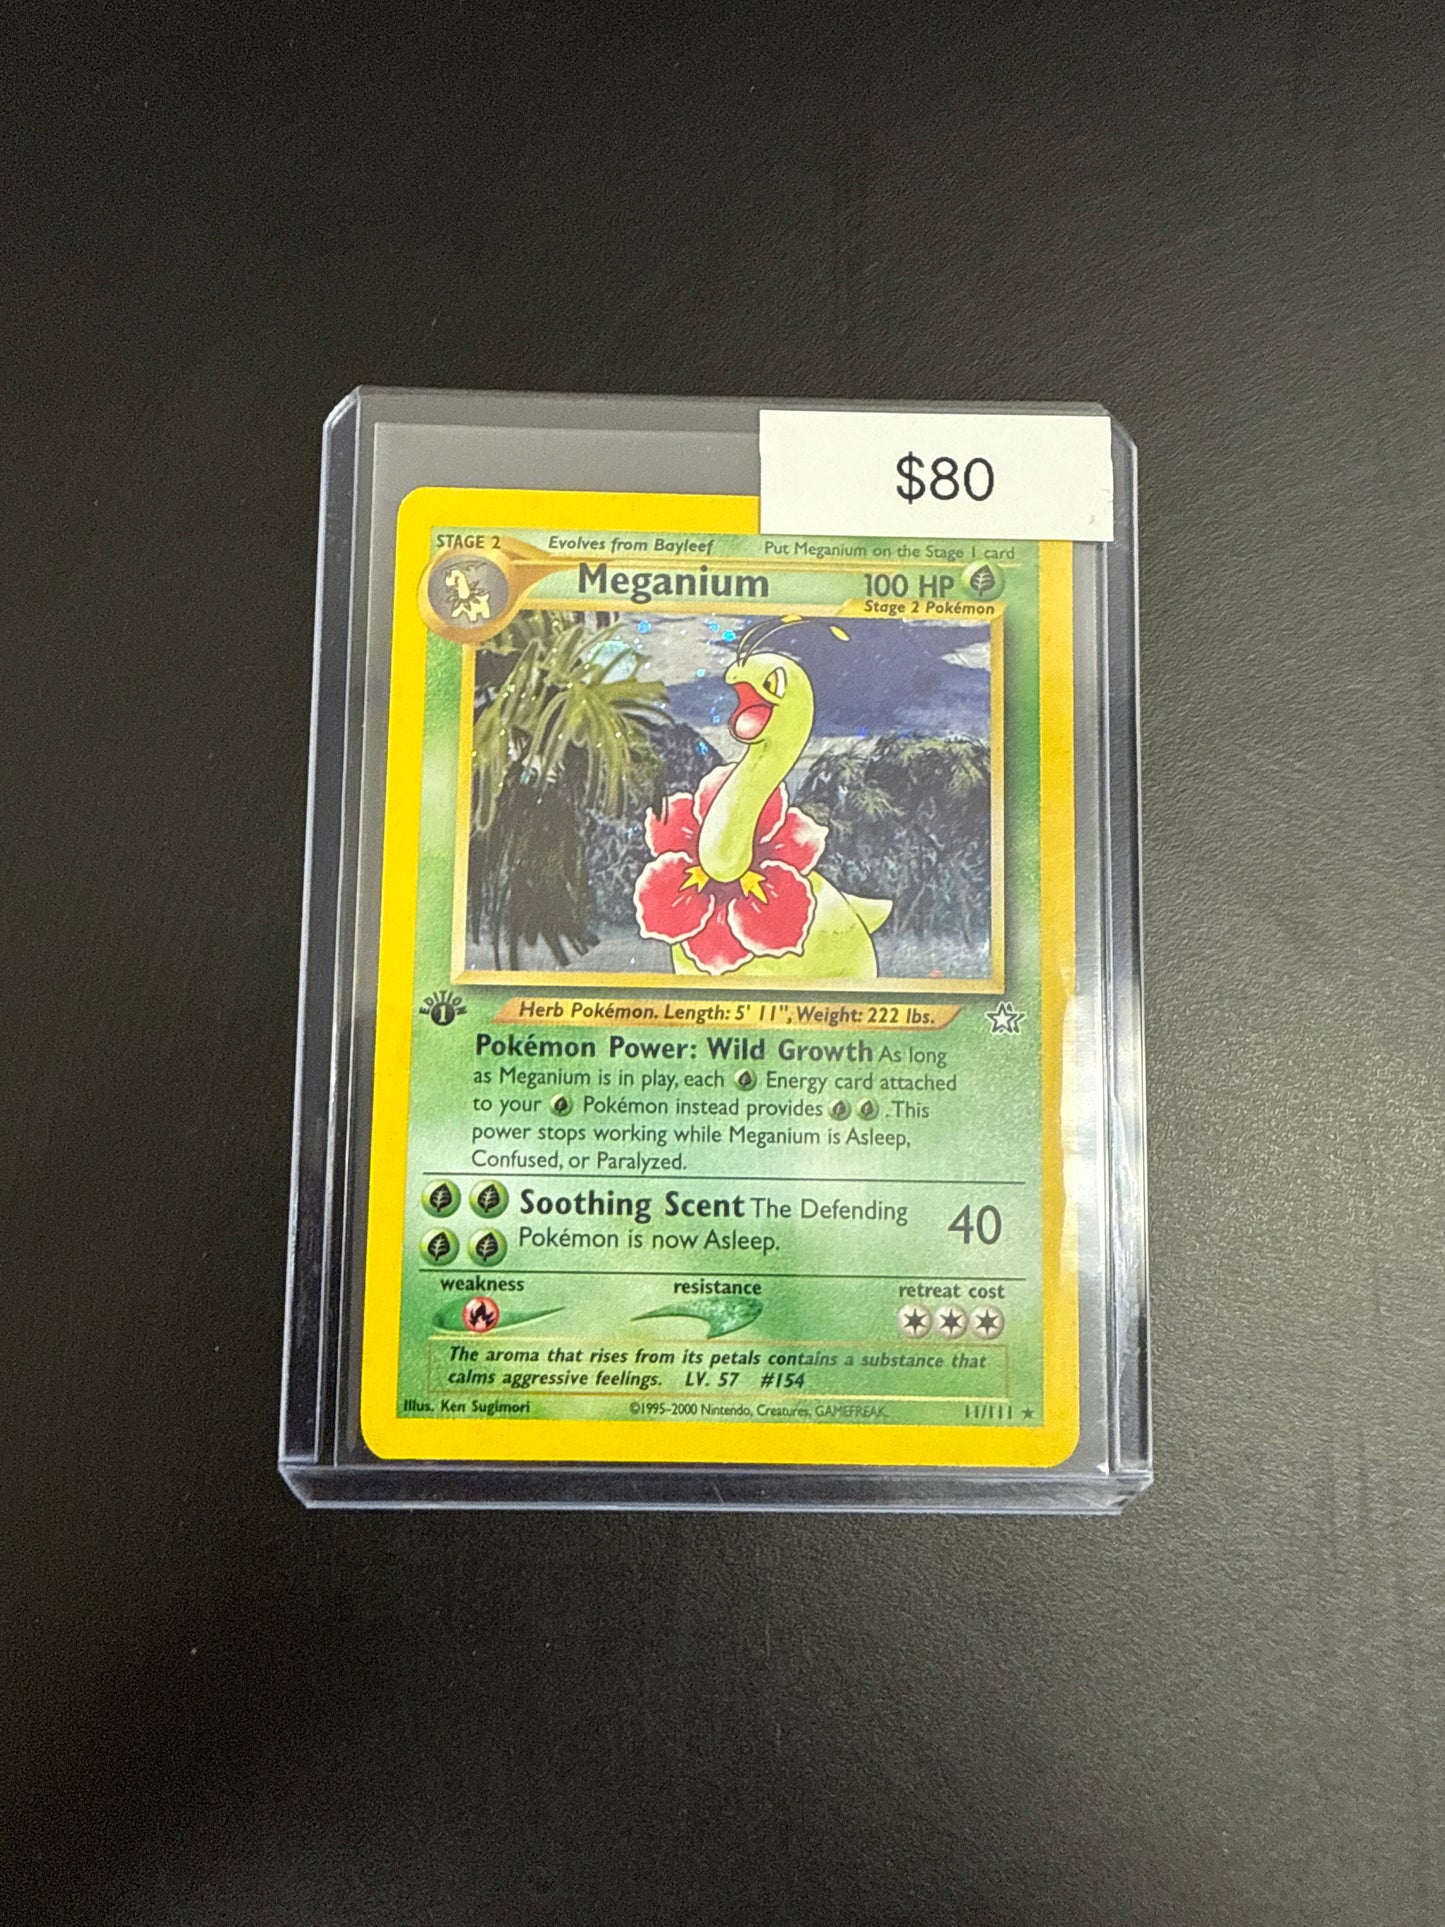 $80
STAGE 2 Evolves from Bayleef Put Meganium on the Stage 1 card
Meganium 100 HP
Stage 2 Pokémon
EDITION
1
Herb Pokémon. Length: 5' 11", Weight: 222 lbs.
Pokémon Power: Wild Growth As long
as Meganium is in play, each Energy card attached
to your Pokémon instead provides . This
power stops working while Meganium is Asleep,
Confused, or Paralyzed.
Soothing Scent The Defending
Pokémon is now Asleep.
40
weakness resistance retreat cost
The aroma that rises from its petals contains a substance that
calms aggressive feelings. LV. 57 #154
Illus. Ken Sugimori ©1995-2000 Nintendo, Creatures, GAMEFREAK. 11/111 ★